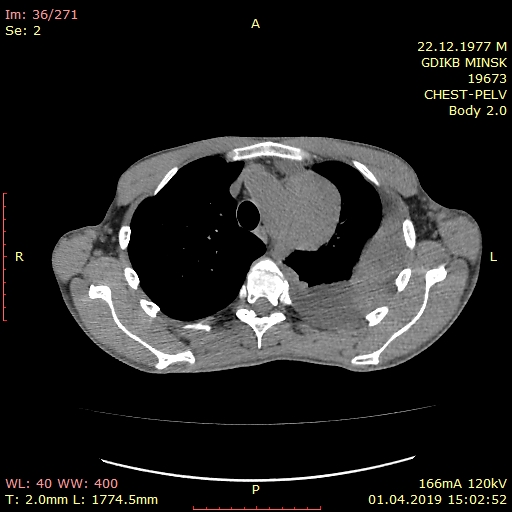 Im: 36/271
Se: 2
A
22.12.1977 M
GDIKB MINSK
19673
CHEST-PELV
Body 2.0
R
L
WL: 40 WW: 400
T: 2.0mm L: 1774.5mm
P
166mA 120kV
01.04.2019 15:02:52